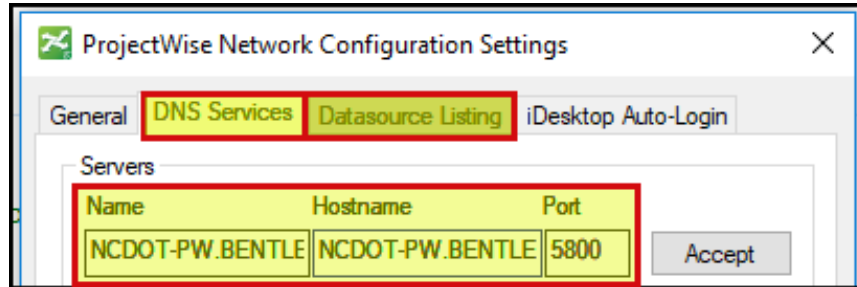 ProjectWise Network Configuration Settings
General DNS Services Datasource Listing iDesktop Auto-Login
Servers
Name Hostname Port
NCDOT-PW.BENTLE NCDOT-PW.BENTLE 5800 Accept